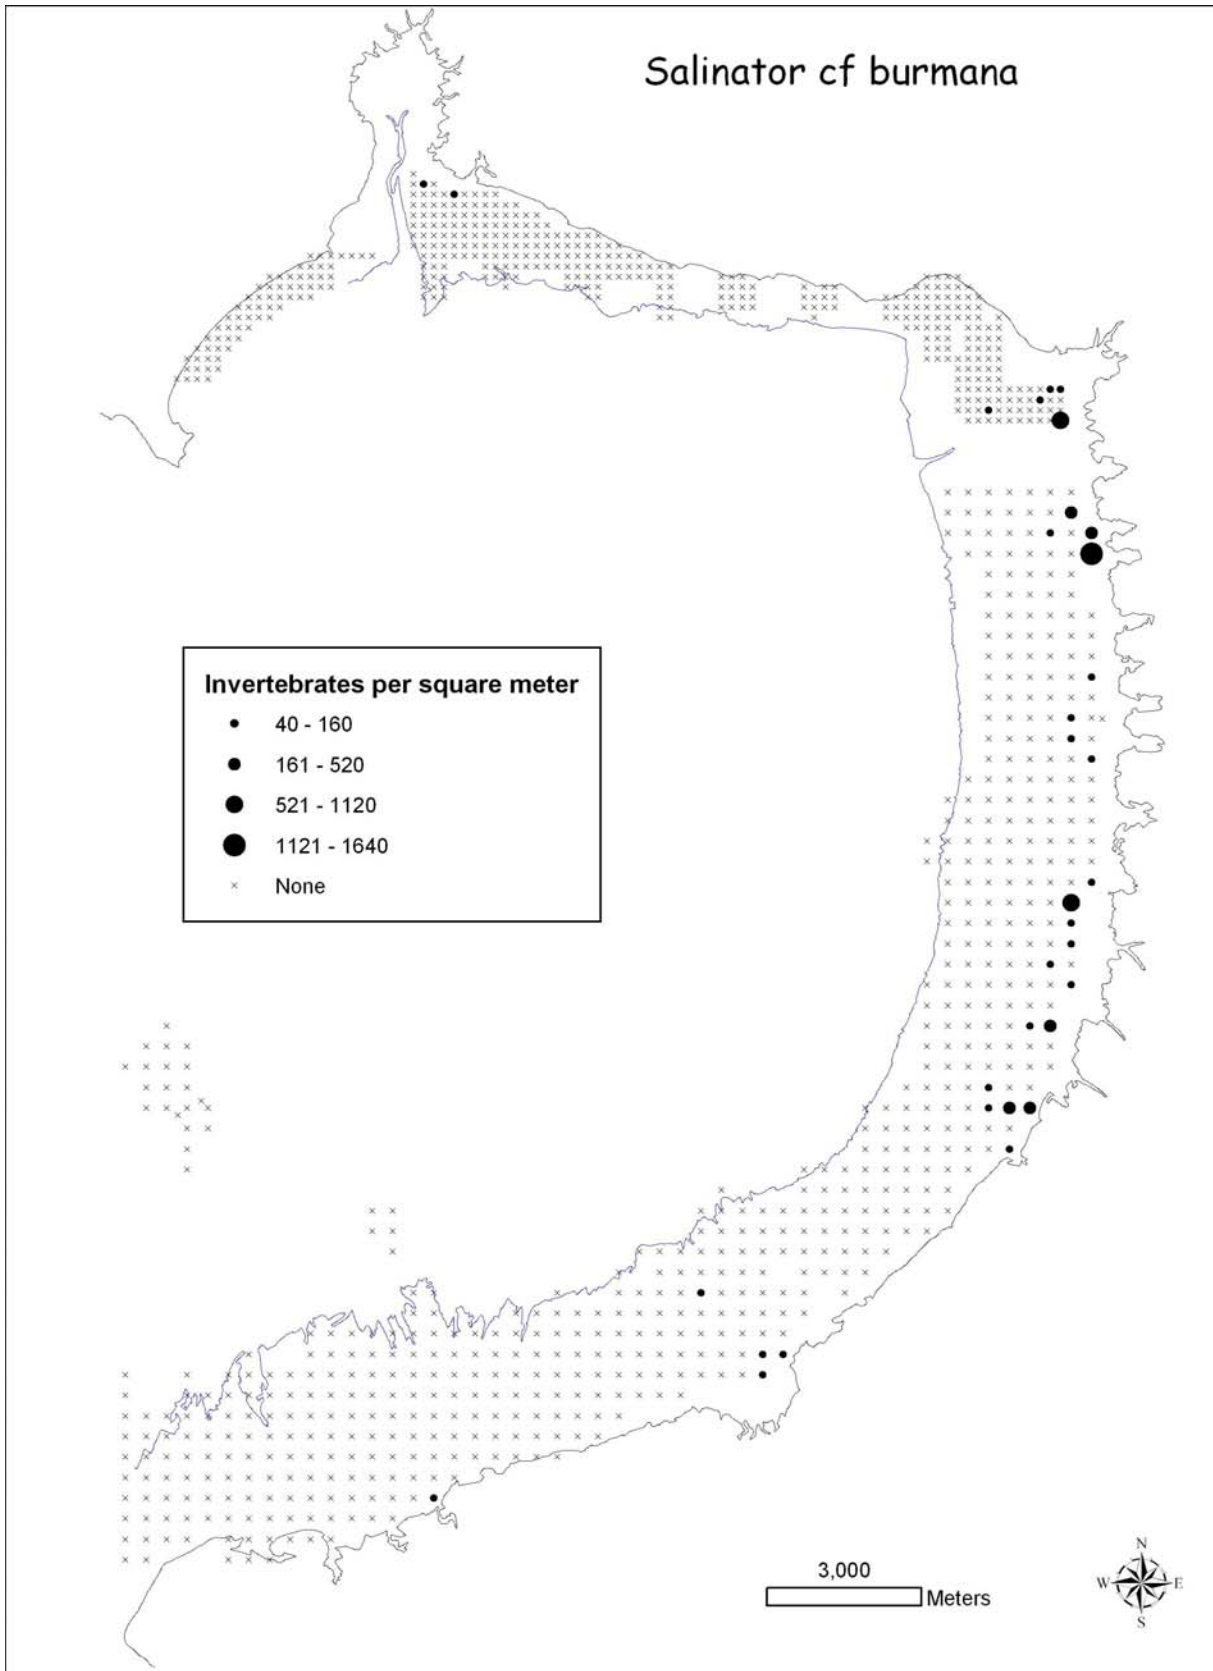 Salinator cf burmana
Invertebrates per square meter
40 - 160
161 - 520
521 - 1120
1121 - 1640
None
3,000
Meters
N
W E
S